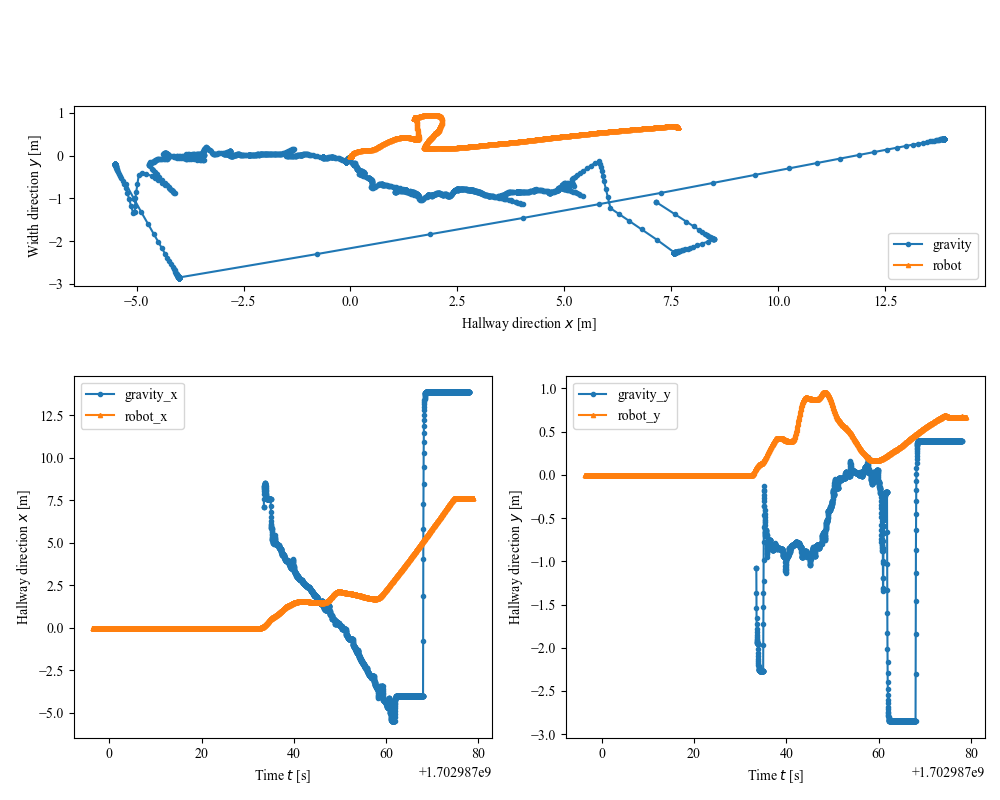 1
0
−1
−2
−3
Width direction y [m]
−5.0 −2.5 0.0 2.5 5.0 7.5 10.0 12.5
Hallway direction x [m]
gravity
robot
12.5
10.0
7.5
5.0
2.5
0.0
−2.5
−5.0
Hallway direction x [m]
gravity_x
robot_x
0 20 40 60 80
Time t [s]
+1.702987e9
1.0
0.5
0.0
−0.5
−1.0
−1.5
−2.0
−2.5
−3.0
Hallway direction y [m]
gravity_y
robot_y
0 20 40 60 80
Time t [s]
+1.702987e9